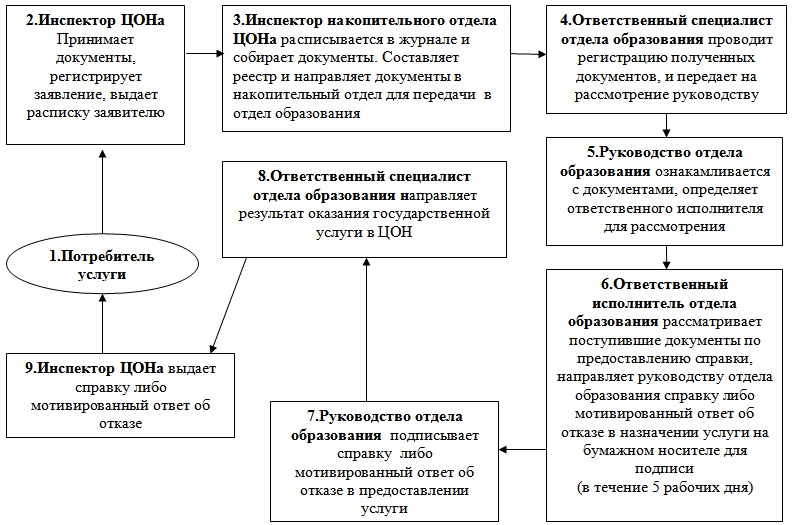 1.Потребитель
услуги
2.Инспектор ЦОНа
Принимает
документы,
регистрирует
заявление, выдает
расписку заявителю
3.Инспектор накопительного отдела
ЦОНа расписывается в журнале и
собирает документы. Составляет
реестр и направляет документы в
накопительный отдел для передачи в
отдел образования
4.Ответственный специалист
отдела образования проводит
регистрацию полученных
документов, и передает на
рассмотрение руководству
5.Руководство отдела
образования ознакамливается
с документами, определяет
ответственного исполнителя
для рассмотрения
6.Ответственный
исполнитель отдела
образования рассматривает
поступившие документы по
предоставлению справки,
направляет руководству отдела
образования справку либо
мотивированный ответ об
отказе в назначении услуги на
бумажном носителе для
подписи
(в течение 5 рабочих дня)
7.Руководство отдела
образования подписывает
справку либо
мотивированный ответ об
отказе в предоставлении
услуги
8.Ответственный специалист
отдела образования направляет
результат оказания государственной
услуги в ЦОН
9.Инспектор ЦОНа выдает
справку либо
мотивированный ответ об
отказе